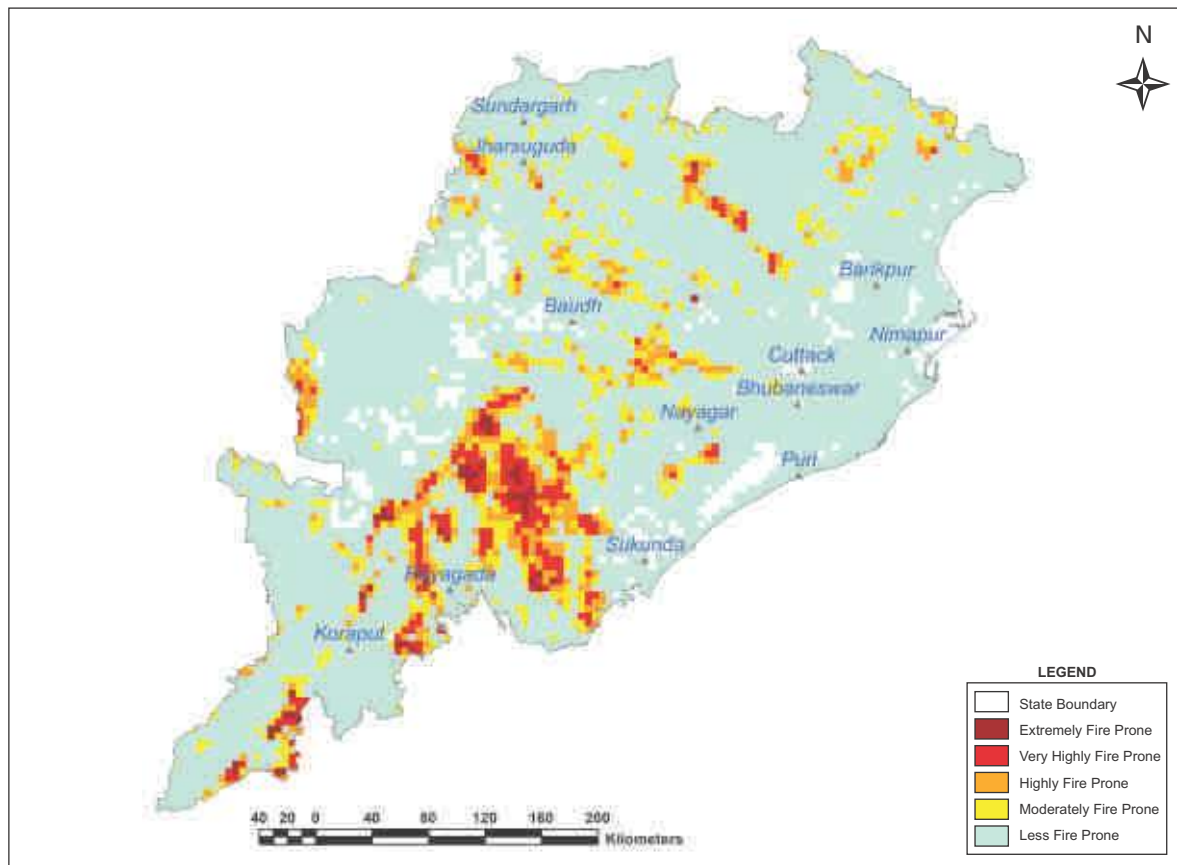 N
Sundargarh
Jharsuguda
Bankpur
Baudh
Nimapur
Cuttack
Bhubaneswar
Nayagar
Puri
Sukunda
Rayagada
Koraput
LEGEND
State Boundary
Extremely Fire Prone
Very Highly Fire Prone
Highly Fire Prone
Moderately Fire Prone
Less Fire Prone
40 20 0 40 80 120 160 200
Kilometers